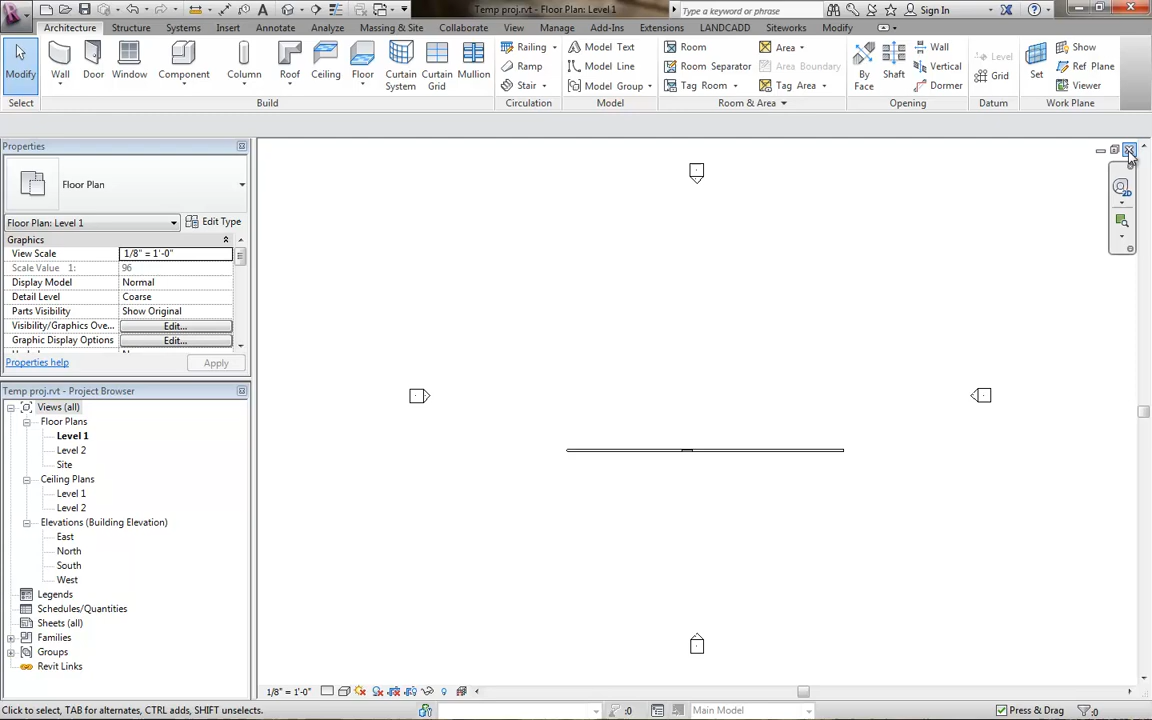 Temp proj.rvt - Floor Plan: Level 1
Type a keyword or phrase
Sign In
Architecture Structure Systems Insert Annotate Analyze Massing & Site Collaborate View Manage Add-Ins Extensions LANDCADD Siteworks Modify
Modify Wall Door Window Component Column Roof Ceiling Floor Curtain System Curtain Grid Mullion
Railing Model Text Room Area By Face Shaft Wall Level Set Show
Ramp Model Line Room Separator Area Boundary Vertical Grid Ref Plane
Stair Model Group Tag Room Tag Area Dormer Viewer
Select Build Circulation Model Room & Area Opening Datum Work Plane
Properties
Floor Plan
Floor Plan: Level 1 Edit Type
Graphics
View Scale 1/8" = 1'-0"
Scale Value 1: 96
Display Model Normal
Detail Level Coarse
Parts Visibility Show Original
Visibility/Graphics Ove... Edit...
Graphic Display Options Edit...
Properties help Apply
Temp proj.rvt - Project Browser
Views (all)
Floor Plans
Level 1
Level 2
Site
Ceiling Plans
Level 1
Level 2
Elevations (Building Elevation)
East
North
South
West
Legends
Schedules/Quantities
Sheets (all)
Families
Groups
Revit Links
2D
1/8" = 1'-0"
Click to select, TAB for alternates, CTRL adds, SHIFT unselects.
:0
Main Model
Press & Drag
:0